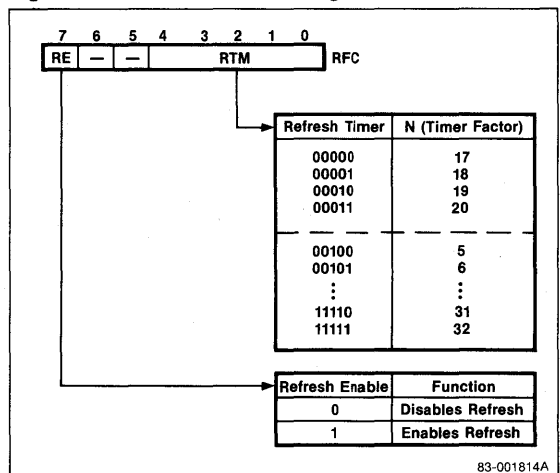 7 6 5 4 3 2 1 0
RE — — RTM RFC
Refresh Timer N (Timer Factor)
00000 17
00001 18
00010 19
00011 20
00100 5
00101 6
⋮ ⋮
11110 31
11111 32
Refresh Enable Function
0 Disables Refresh
1 Enables Refresh
83-001814A